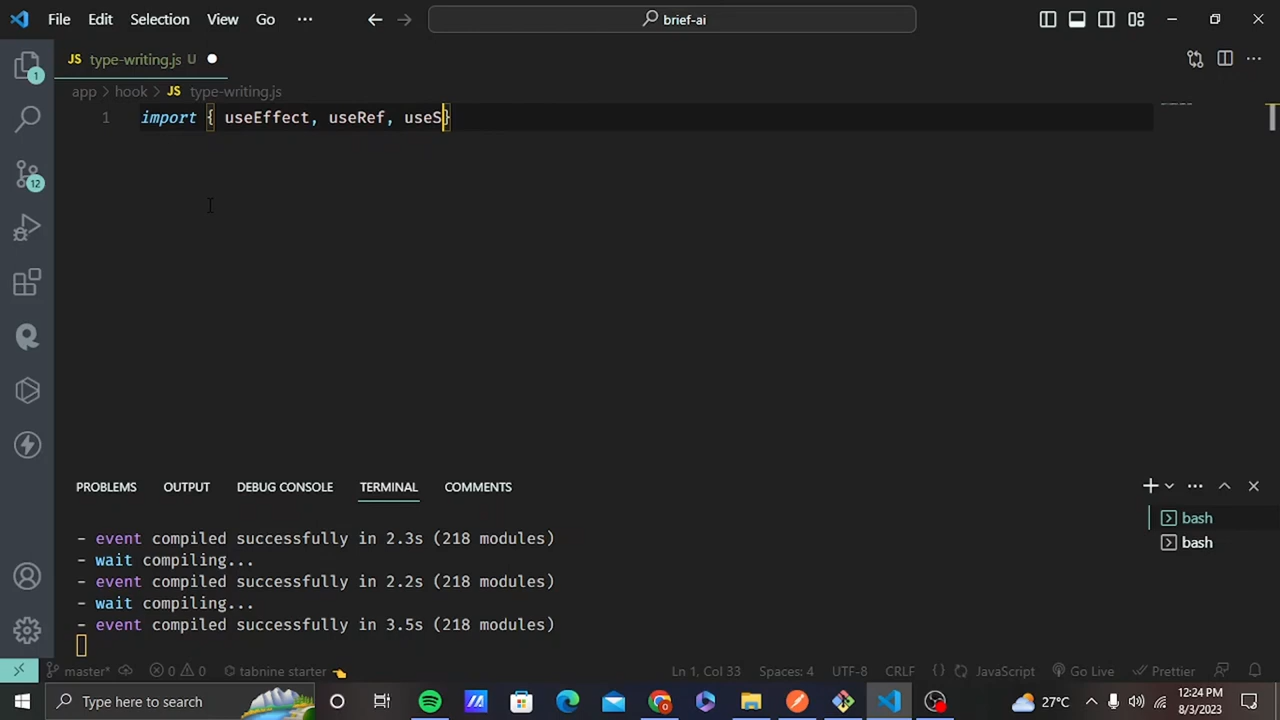 File Edit Selection View Go ··· brief-ai
JS type-writing.js U
app > hook > JS type-writing.js
1 import { useEffect, useRef, useS}
1
12
PROBLEMS OUTPUT DEBUG CONSOLE TERMINAL COMMENTS
- event compiled successfully in 2.3s (218 modules)
- wait compiling...
- event compiled successfully in 2.2s (218 modules)
- wait compiling...
- event compiled successfully in 3.5s (218 modules)
bash
bash
master* 0 0 tabnine starter Ln 1, Col 33 Spaces: 4 UTF-8 CRLF {} JavaScript Go Live Prettier
Type here to search 27°C 12:24 PM
8/3/2023